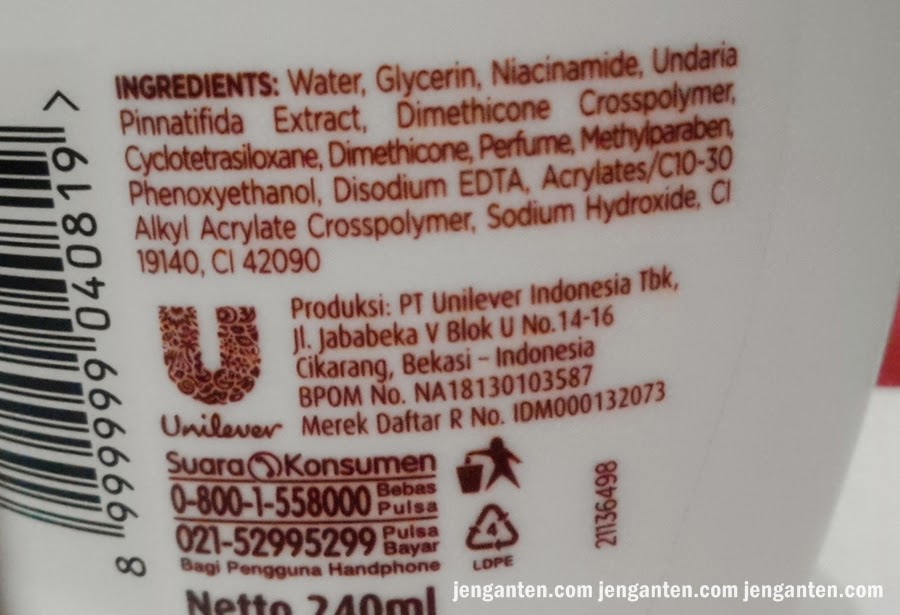 INGREDIENTS: Water, Glycerin, Niacinamide, Undaria
Pinnatifida Extract, Dimethicone Crosspolymer,
Cyclotetrasiloxane, Dimethicone, Perfume, Methylparaben,
Phenoxyethanol, Disodium EDTA, Acrylates/C10-30
Alkyl Acrylate Crosspolymer, Sodium Hydroxide, CI
19140, CI 42090
Produksi: PT Unilever Indonesia Tbk,
Jl. Jababeka V Blok U No.14-16
Cikarang, Bekasi – Indonesia
BPOM No. NA18130103587
Merek Daftar R No. IDM000132073
Unilever
Suara Konsumen
0-800-1-558000 Bebas Pulsa
021-52995299 Pulsa Bayar
Bagi Pengguna Handphone
Netto 240ml
4
LDPE
21136498
8 999999 040819 >
jenganten.com jenganten.com jenganten.com